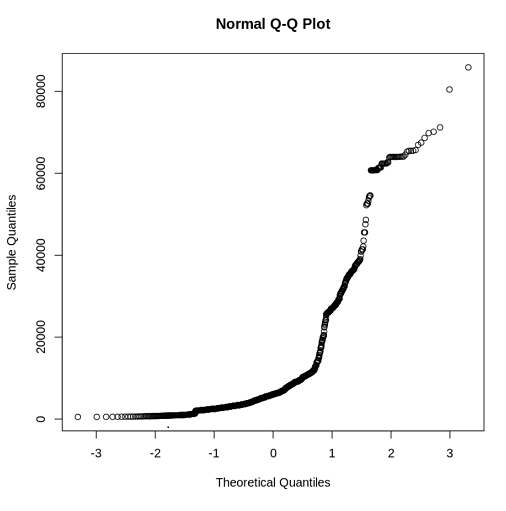 Normal Q-Q Plot
Sample Quantiles
80000
60000
40000
20000
0
-3 -2 -1 0 1 2 3
Theoretical Quantiles